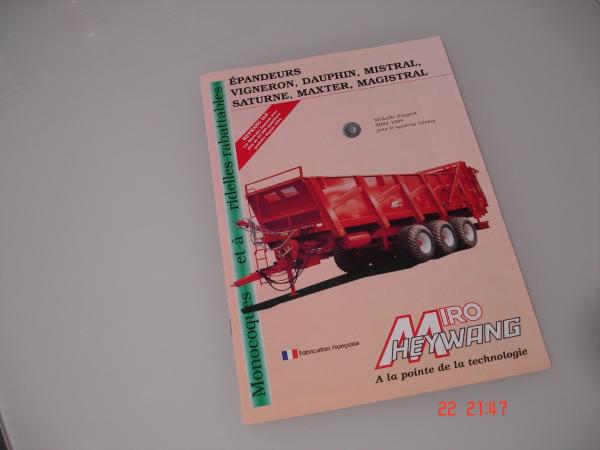 ÉPANDEURS
VIGNERON, DAUPHIN, MISTRAL,
SATURNE, MAXTER, MAGISTRAL
Monocoques et à ridelles rabattables
Médaille d'argent
SIMA 1999
pour le système Génius
MIRO
HEYWANG
Fabrication Française
A la pointe de la technologie
22 21:47